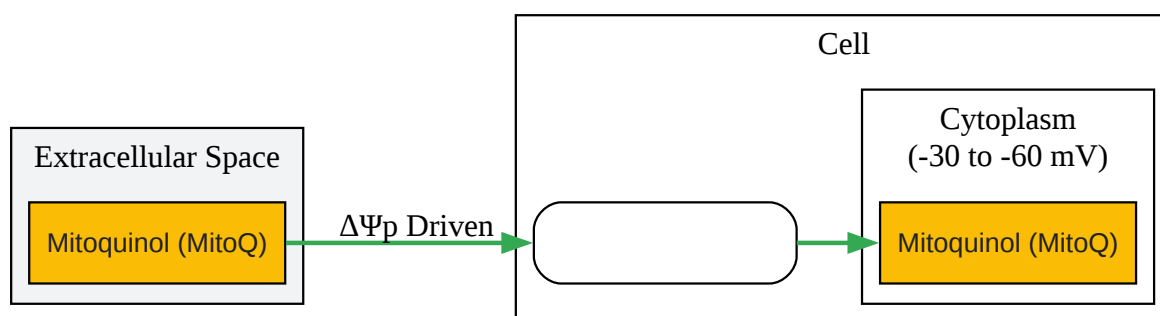 Cell
Extracellular Space
Mitoquinol (MitoQ)
ΔΨp Driven
Cytoplasm
(-30 to -60 mV)
Mitoquinol (MitoQ)